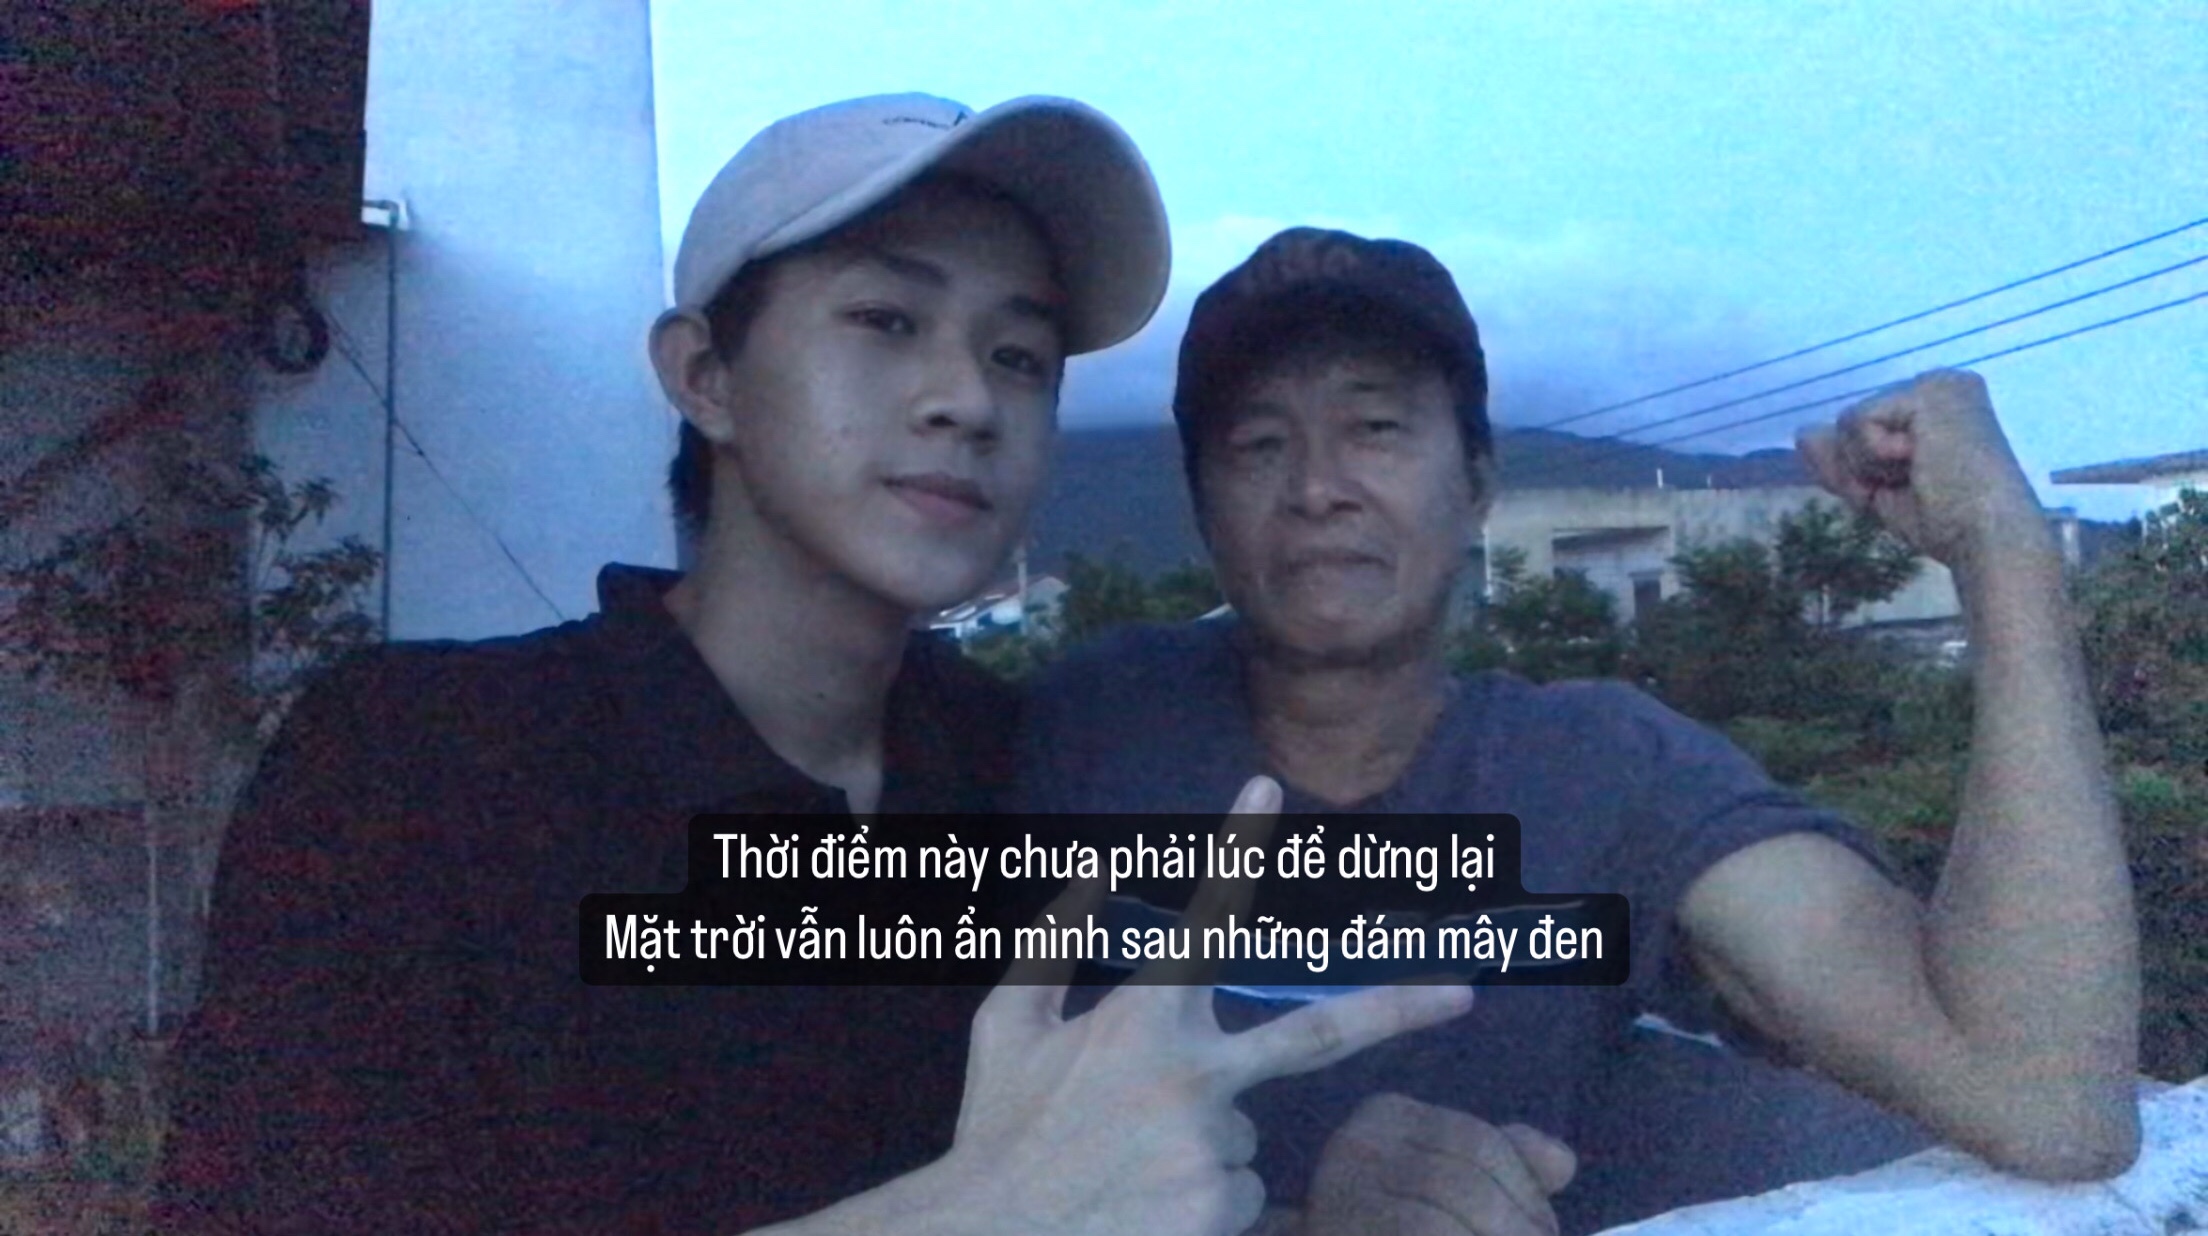 Thời điểm này chưa phải lúc để dừng lại
Mặt trời vẫn luôn ẩn mình sau những đám mây đen